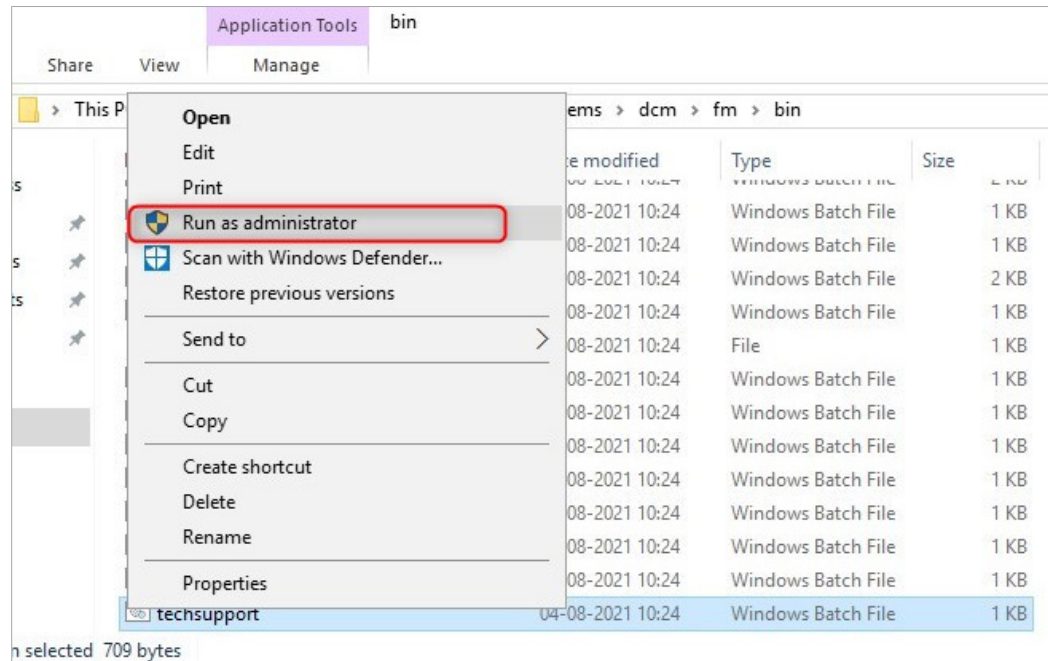 Application Tools bin
Share View Manage
> This P ems > dcm > fm > bin
Open
Edit
Print
Run as administrator
Scan with Windows Defender...
Restore previous versions
Send to
Cut
Copy
Create shortcut
Delete
Rename
Properties
e modified Type Size
08-2021 10:24 Windows Batch File 1 KB
08-2021 10:24 Windows Batch File 1 KB
08-2021 10:24 Windows Batch File 2 KB
08-2021 10:24 Windows Batch File 1 KB
08-2021 10:24 File 1 KB
08-2021 10:24 Windows Batch File 1 KB
08-2021 10:24 Windows Batch File 1 KB
08-2021 10:24 Windows Batch File 1 KB
08-2021 10:24 Windows Batch File 1 KB
08-2021 10:24 Windows Batch File 1 KB
08-2021 10:24 Windows Batch File 1 KB
08-2021 10:24 Windows Batch File 1 KB
techsupport 04-08-2021 10:24 Windows Batch File 1 KB
n selected 709 bytes